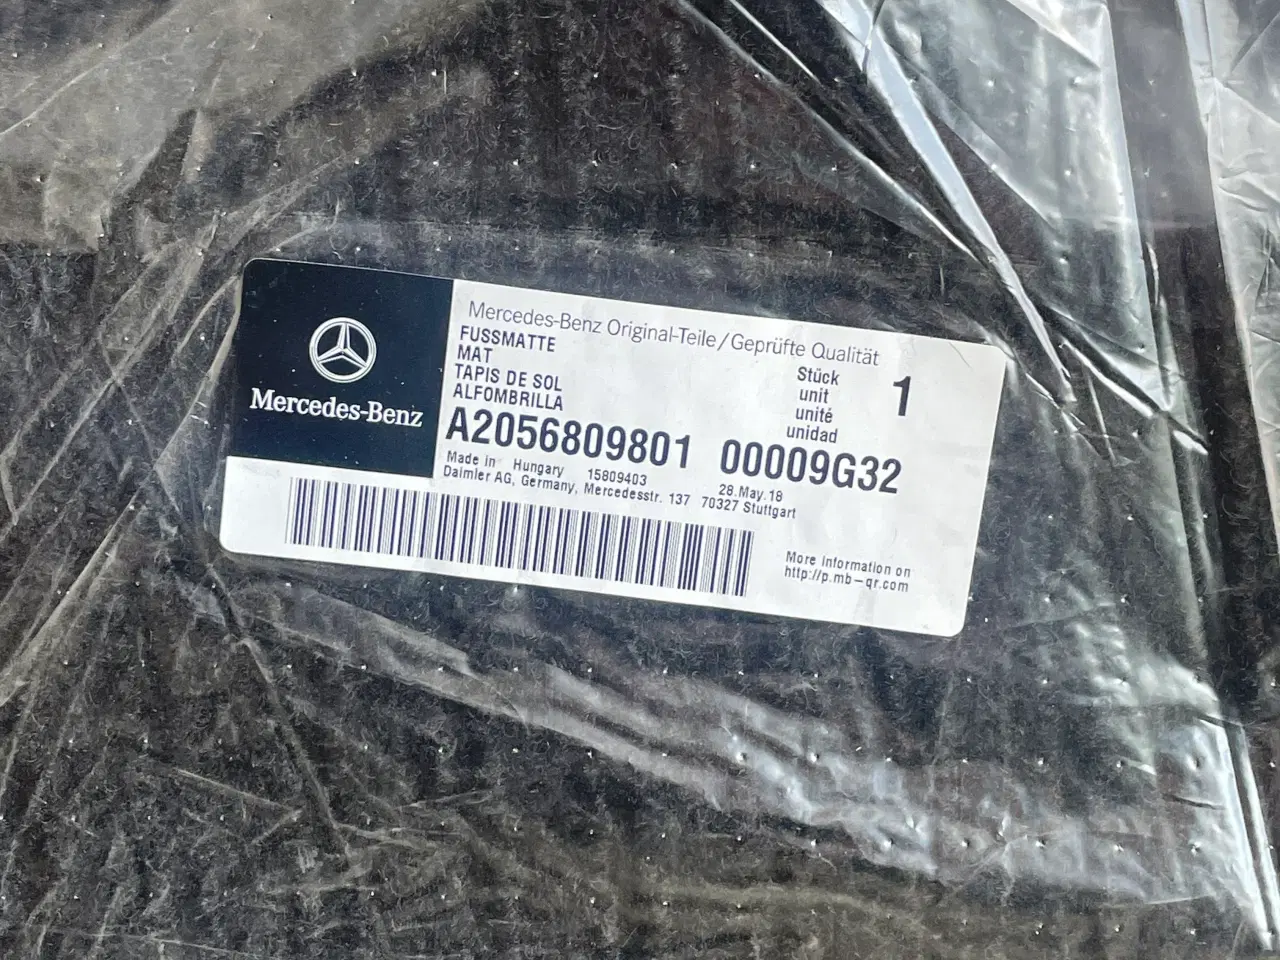 Mercedes-Benz
Mercedes-Benz Original-Teile/Geprüfte Qualität
FUSSMATTE
MAT
TAPIS DE SOL
ALFOMBRILLA
Stück
unit
unité
unidad
1
A2056809801 00009G32
Made in Hungary 15809403 28.May.18
Daimler AG, Germany, Mercedesstr. 137 70327 Stuttgart
More Information on
http://p.mb-qr.com